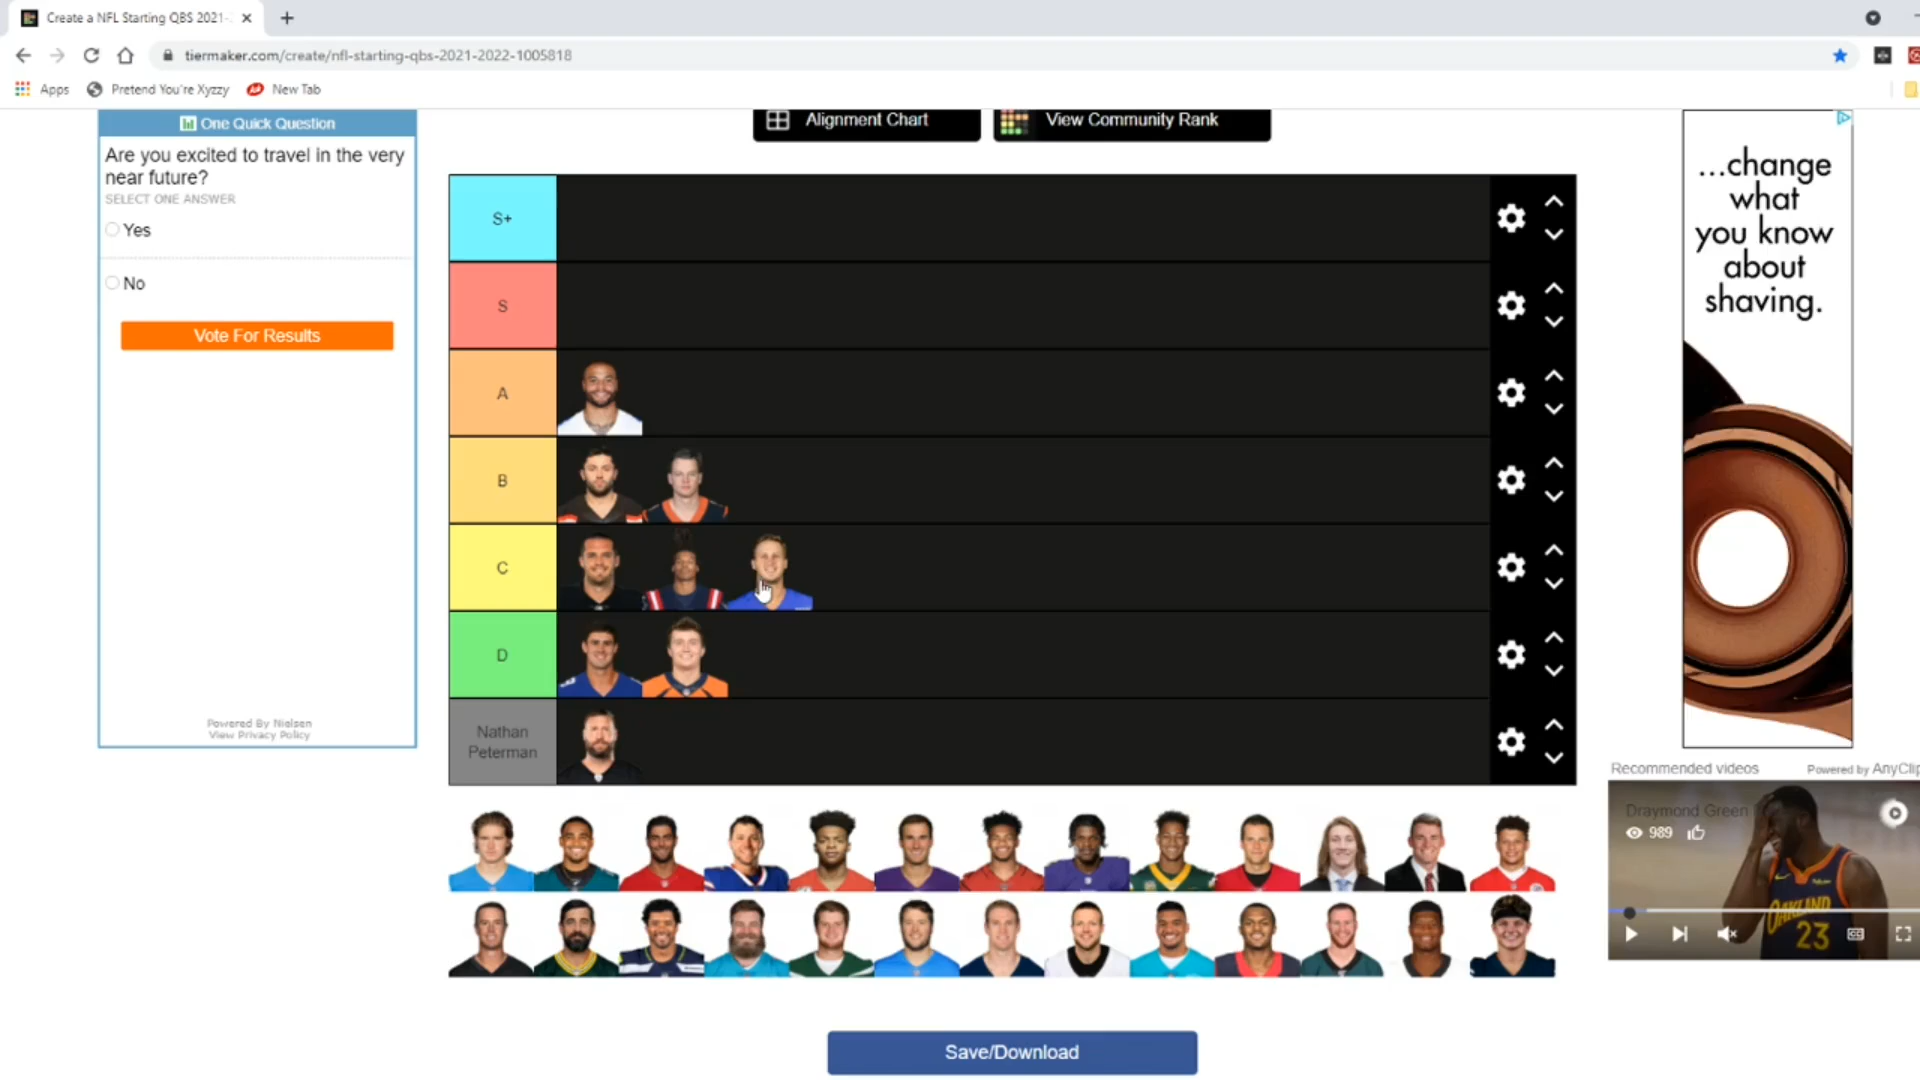 Create a NFL Starting QBS 2021-
tiermaker.com/create/nfl-starting-qbs-2021-2022-1005818
Apps Pretend You're Xyzzy New Tab
One Quick Question
Are you excited to travel in the very
near future?
SELECT ONE ANSWER
Yes
No
Vote For Results
Powered By Nielsen
View Privacy Policy
Alignment Chart
View Community Rank
S+
S
A
B
C
D
Nathan
Peterman
Save/Download
...change
what
you know
about
shaving.
Recommended videos
Powered by AnyClip
Draymond Green
989
OAKLAND
23
CC